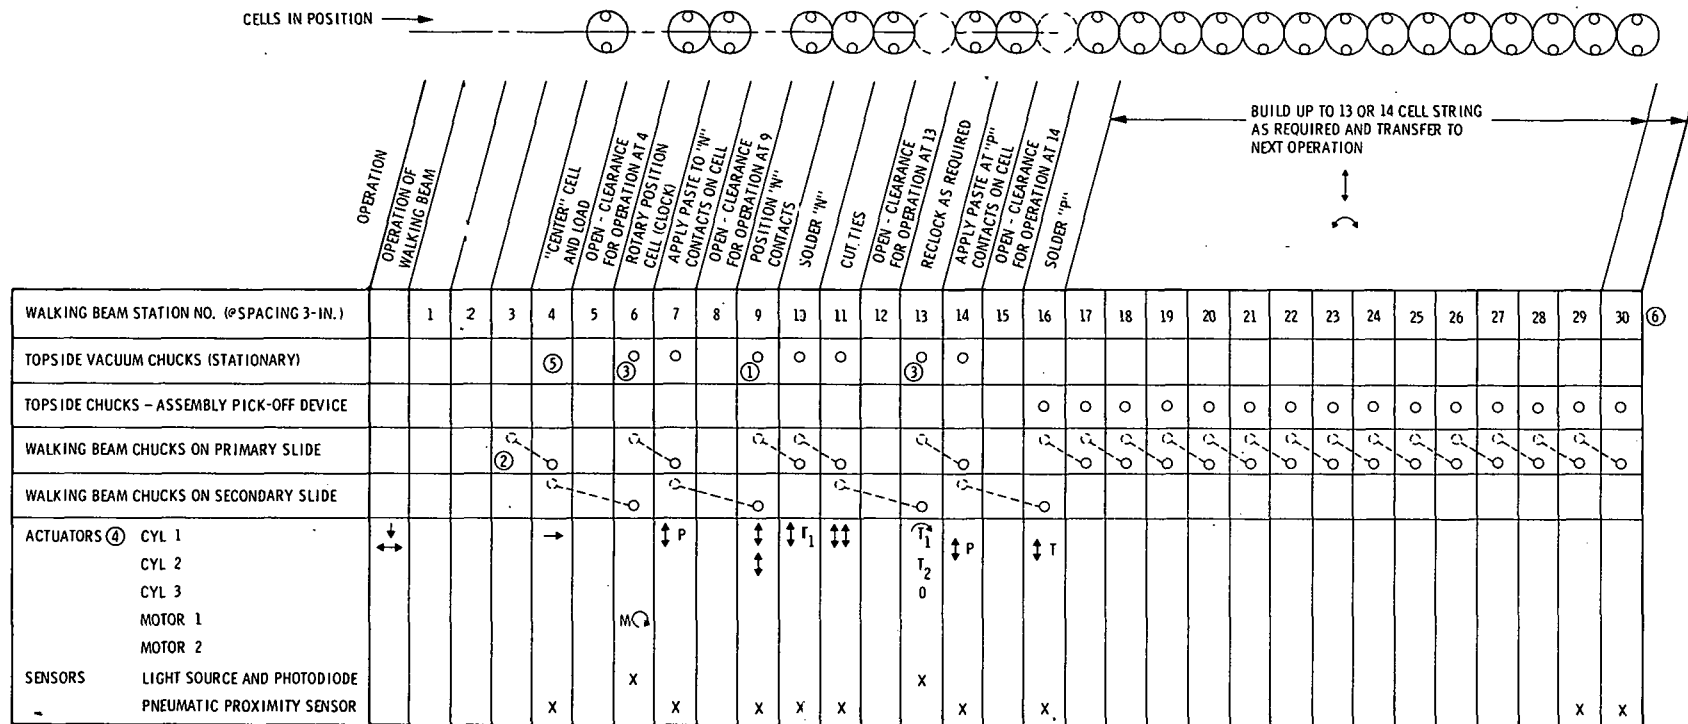 CELLS IN POSITION
BUILD UP TO 13 OR 14 CELL STRING
AS REQUIRED AND TRANSFER TO
NEXT OPERATION
OPERATION
OPERATION OF
WALKING BEAM
"CENTER" CELL
AND LOAD
OPEN - CLEARANCE
FOR OPERATION AT 4
ROTARY POSITION
CELL (CLOCK)
APPLY PASTE TO "N"
CONTACTS ON CELL
OPEN - CLEARANCE
FOR OPERATION AT 9
POSITION "N"
CONTACTS
SOLDER "N"
CUT TIES
OPEN - CLEARANCE
FOR OPERATION AT 13
RECLOCK AS REQUIRED
APPLY PASTE AT "P"
CONTACTS ON CELL
OPEN - CLEARANCE
FOR OPERATION AT 14
SOLDER "P"
WALKING BEAM STATION NO. (@SPACING 3-IN.) 1 2 3 4 5 6 7 8 9 10 11 12 13 14 15 16 17 18 19 20 21 22 23 24 25 26 27 28 29 30 ⑥
TOPSIDE VACUUM CHUCKS (STATIONARY) ⑤ ③ ① ③
TOPSIDE CHUCKS - ASSEMBLY PICK-OFF DEVICE
WALKING BEAM CHUCKS ON PRIMARY SLIDE ②
WALKING BEAM CHUCKS ON SECONDARY SLIDE
ACTUATORS ④ CYL 1 P T1 T1 P T
CYL 2 T2
CYL 3 0
MOTOR 1 M
MOTOR 2
SENSORS LIGHT SOURCE AND PHOTODIODE X X
PNEUMATIC PROXIMITY SENSOR X X X X X X X X X